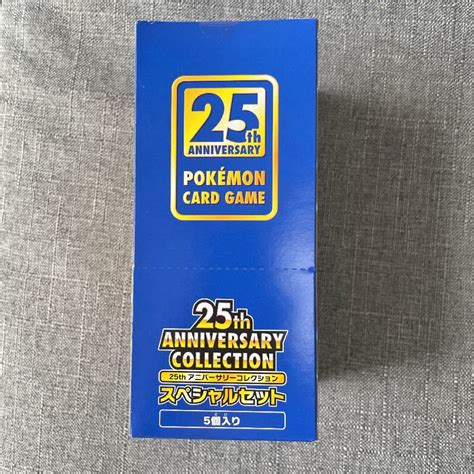 25th
ANNIVERSARY
POKÉMON
CARD GAME
25th
ANNIVERSARY
COLLECTION
25th アニバーサリーコレクション
スペシャルセット
5個入り